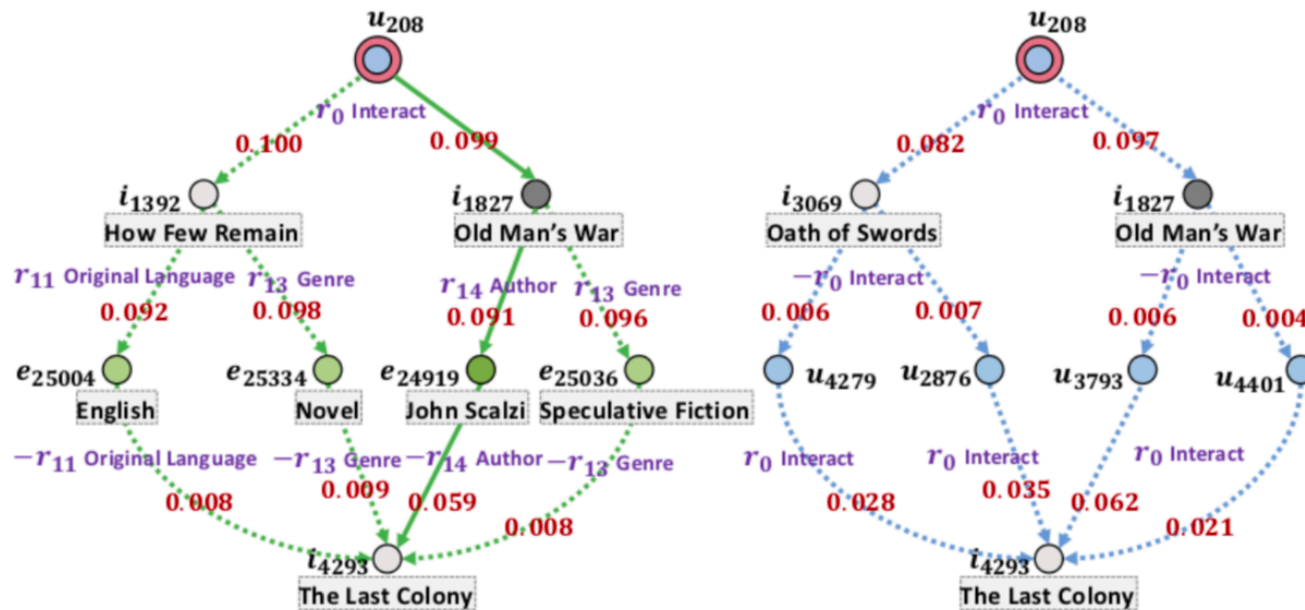 u208 u208
r0 Interact r0 Interact
0.100 0.099 0.082 0.097
i1392 i1827 i3069 i1827
How Few Remain Old Man's War Oath of Swords Old Man's War
r11 Original Language r13 Genre r14 Author r13 Genre −r0 Interact −r0 Interact
0.092 0.098 0.091 0.096 0.006 0.007 0.006 0.004
e25004 e25334 e24919 e25036 u4279 u2876 u3793 u4401
English Novel John Scalzi Speculative Fiction
−r11 Original Language −r13 Genre −r14 Author −r13 Genre r0 Interact r0 Interact r0 Interact
0.008 0.009 0.059 0.008 0.028 0.035 0.062 0.021
i4293 i4293
The Last Colony The Last Colony